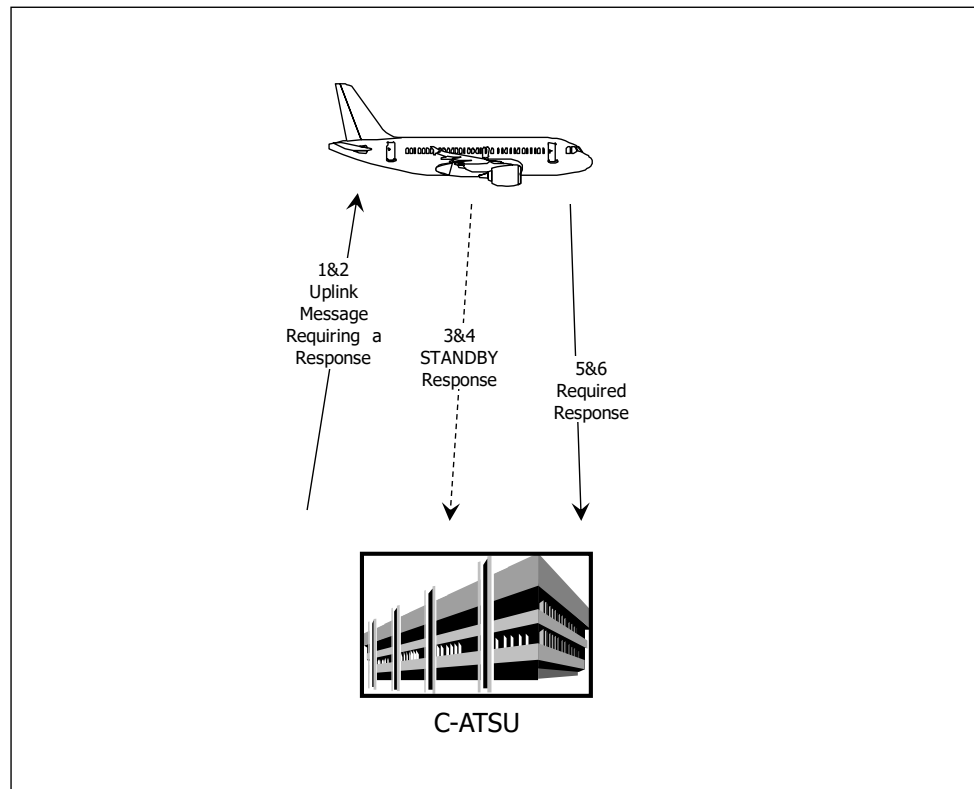 1&2
Uplink
Message
Requiring a
Response
3&4
STANDBY
Response
5&6
Required
Response
C-ATSU